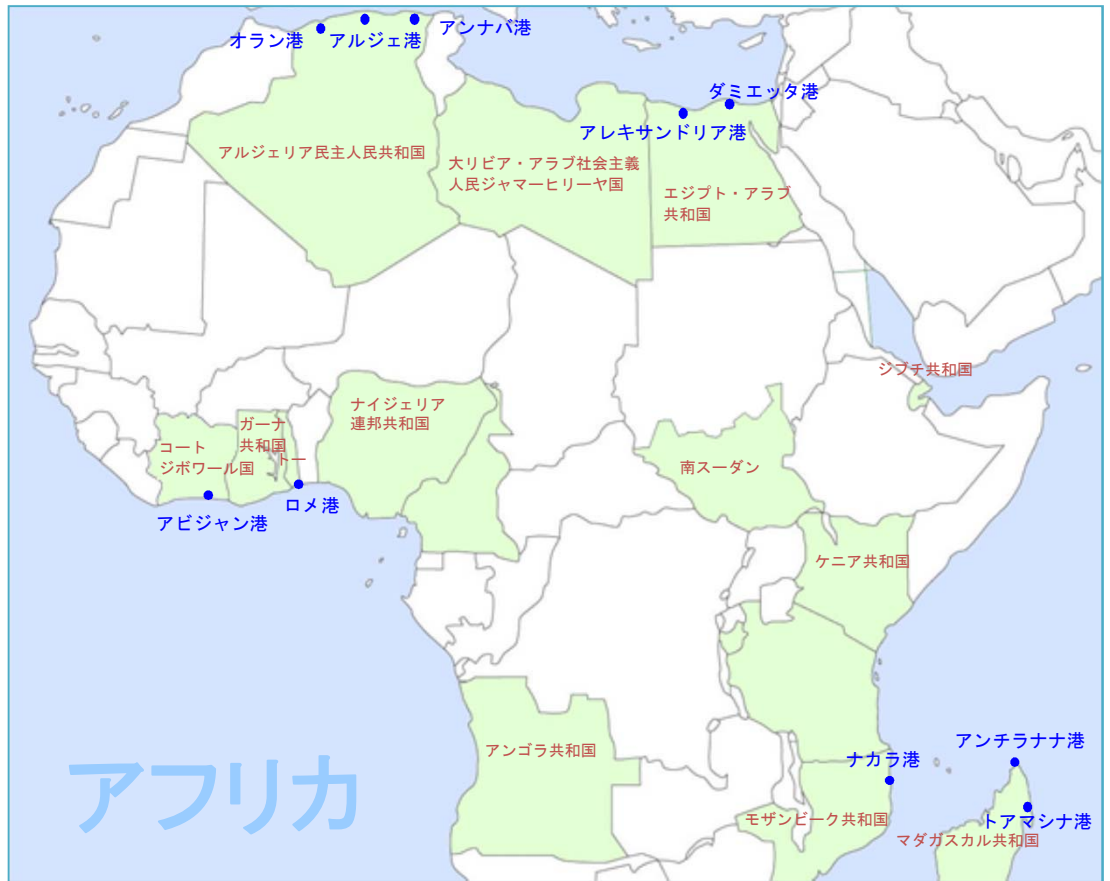 オラン港
アルジェ港
アンナバ港
ダミエッタ港
アレキサンドリア港
アルジェリア民主人民共和国
大リビア・アラブ社会主義
人民ジャマーヒリーヤ国
エジプト・アラブ
共和国
ジブチ共和国
ナイジェリア
連邦共和国
ガーナ
共和国
トー
コート
ジボワール国
南スーダン
ロメ港
アビジャン港
ケニア共和国
アンゴラ共和国
ナカラ港
アンチラナナ港
トアマシナ港
モザンビーク共和国
マダガスカル共和国
アフリカ